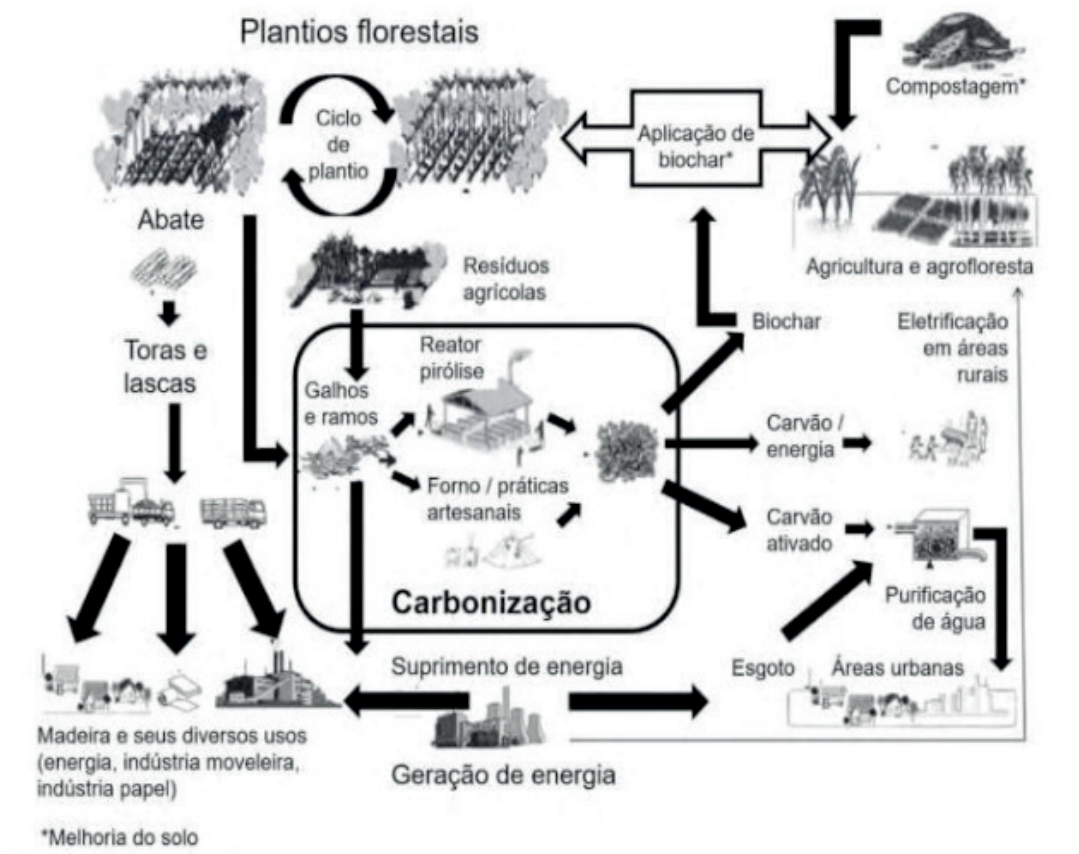 Plantios florestais
Compostagem*
Ciclo
de
plantio
Aplicação de
biochar*
Abate
Resíduos
agrícolas
Agricultura e agrofloresta
Toras e
lascas
Biochar
Eletrificação
em áreas
rurais
Reator
pirólise
Galhos
e ramos
Carvão /
energia
Forno / práticas
artesanais
Carvão
ativado
Carbonização
Purificação
de água
Suprimento de energia
Esgoto
Áreas urbanas
Madeira e seus diversos usos
(energia, indústria moveleira,
indústria papel)
Geração de energia
*Melhoria do solo